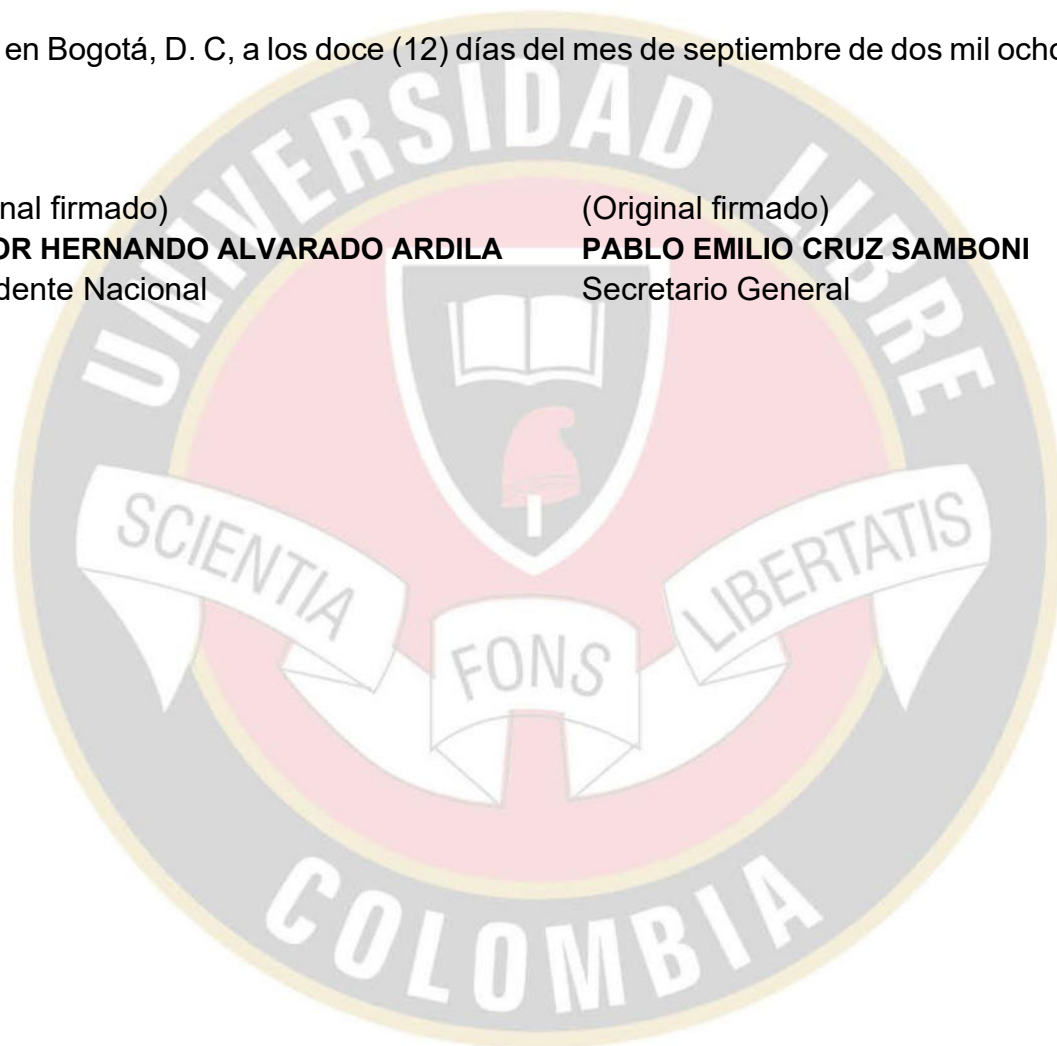 en Bogotá, D. C, a los doce (12) días del mes de septiembre de dos mil ocho
nal firmado) (Original firmado)
OR HERNANDO ALVARADO ARDILA PABLO EMILIO CRUZ SAMBONI
dente Nacional Secretario General
UNIVERSIDAD LIBRE
SCIENTIA
FONS
LIBERTATIS
COLOMBIA